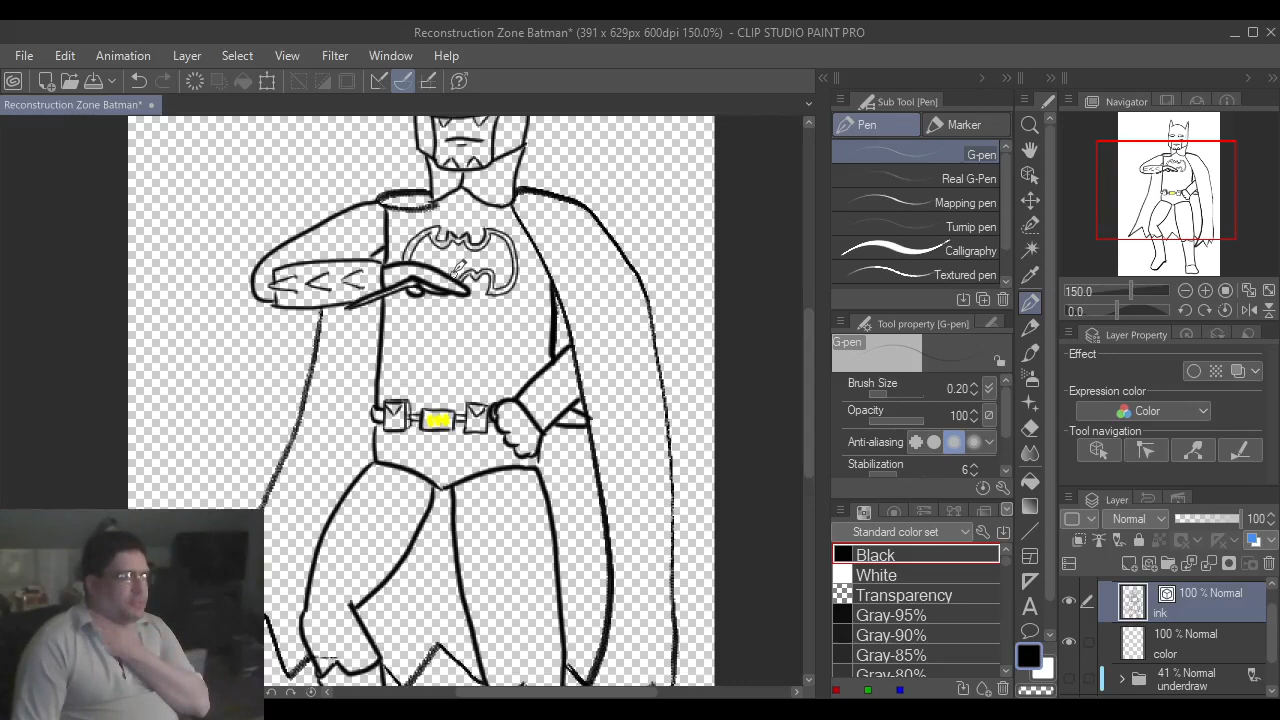 Reconstruction Zone Batman* (391 x 629px 600dpi 150.0%) - CLIP STUDIO PAINT PRO
File Edit Animation Layer Select View Filter Window Help
Reconstruction Zone Batman*
Sub Tool [Pen]
Navigator
Pen
Marker
G-pen
Real G-Pen
Mapping pen
Turnip pen
Calligraphy
Textured pen
150.0
0.0
Tool property [G-pen]
G-pen
Layer Property
Effect
Brush Size 0.20
Opacity 100
Anti-aliasing
Stabilization 6
Expression color
Color
Tool navigation
Layer
Normal 100
Standard color set
Black
White
Transparency
Gray-95%
Gray-90%
Gray-85%
Gray-80%
100 % Normal
ink
100 % Normal
color
41 % Normal
underdraw